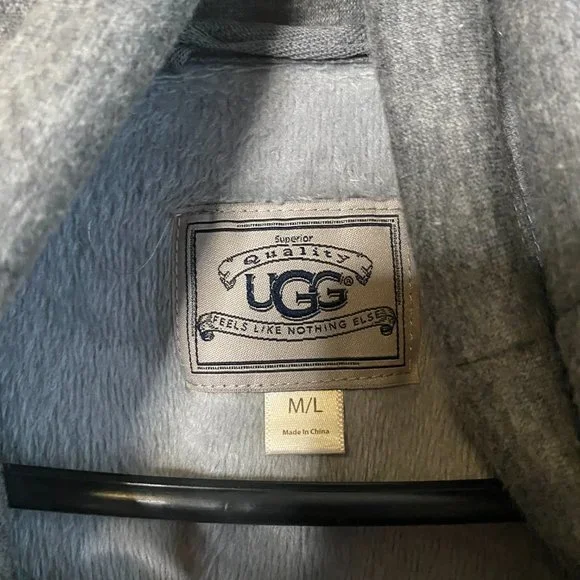 Superior
Quality
UGG®
FEELS LIKE NOTHING ELSE
M/L
Made In China